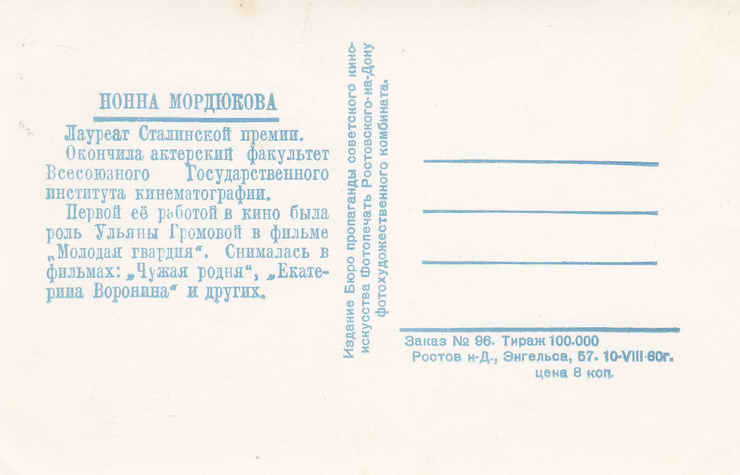 НОННА МОРДЮКОВА
Лауреат Сталинской премии.
Окончила актерский факультет
Всесоюзного Государственного
института кинематографии.
Первой её работой в кино была
роль Ульяны Громовой в фильме
„Молодая гвардия“. Снималась в
фильмах: „Чужая родня“, „Екате-
рина Воронина“ и других.
Издание Бюро пропаганды советского кино-
искусства Фотопечать Ростовского-на-Дону
фотохудожественного комбината.
Заказ № 96. Тираж 100.000
Ростов н-Д., Энгельса, 57. 10-VIII-60г.
цена 8 коп.